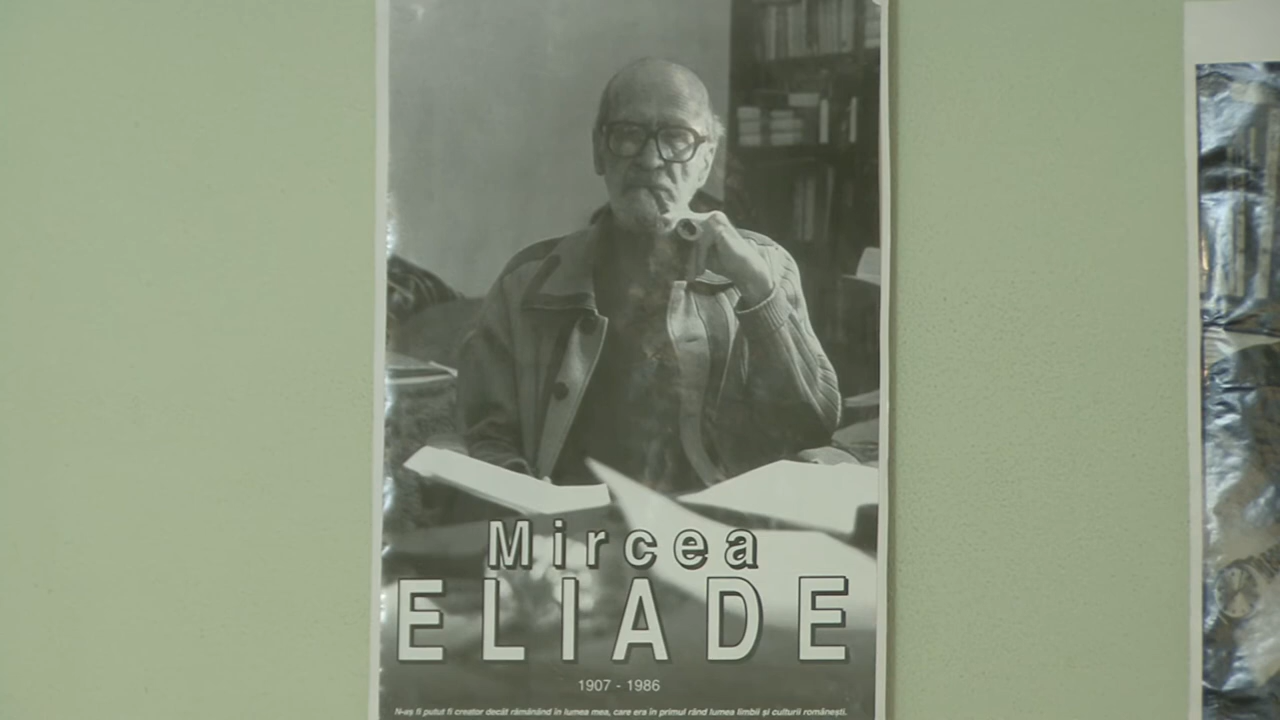 Mircea
ELIADE
1907 - 1986
N-aş fi putut fi creator decât rămânând în lumea mea, care era în primul rând lumea limbii şi culturii româneşti.